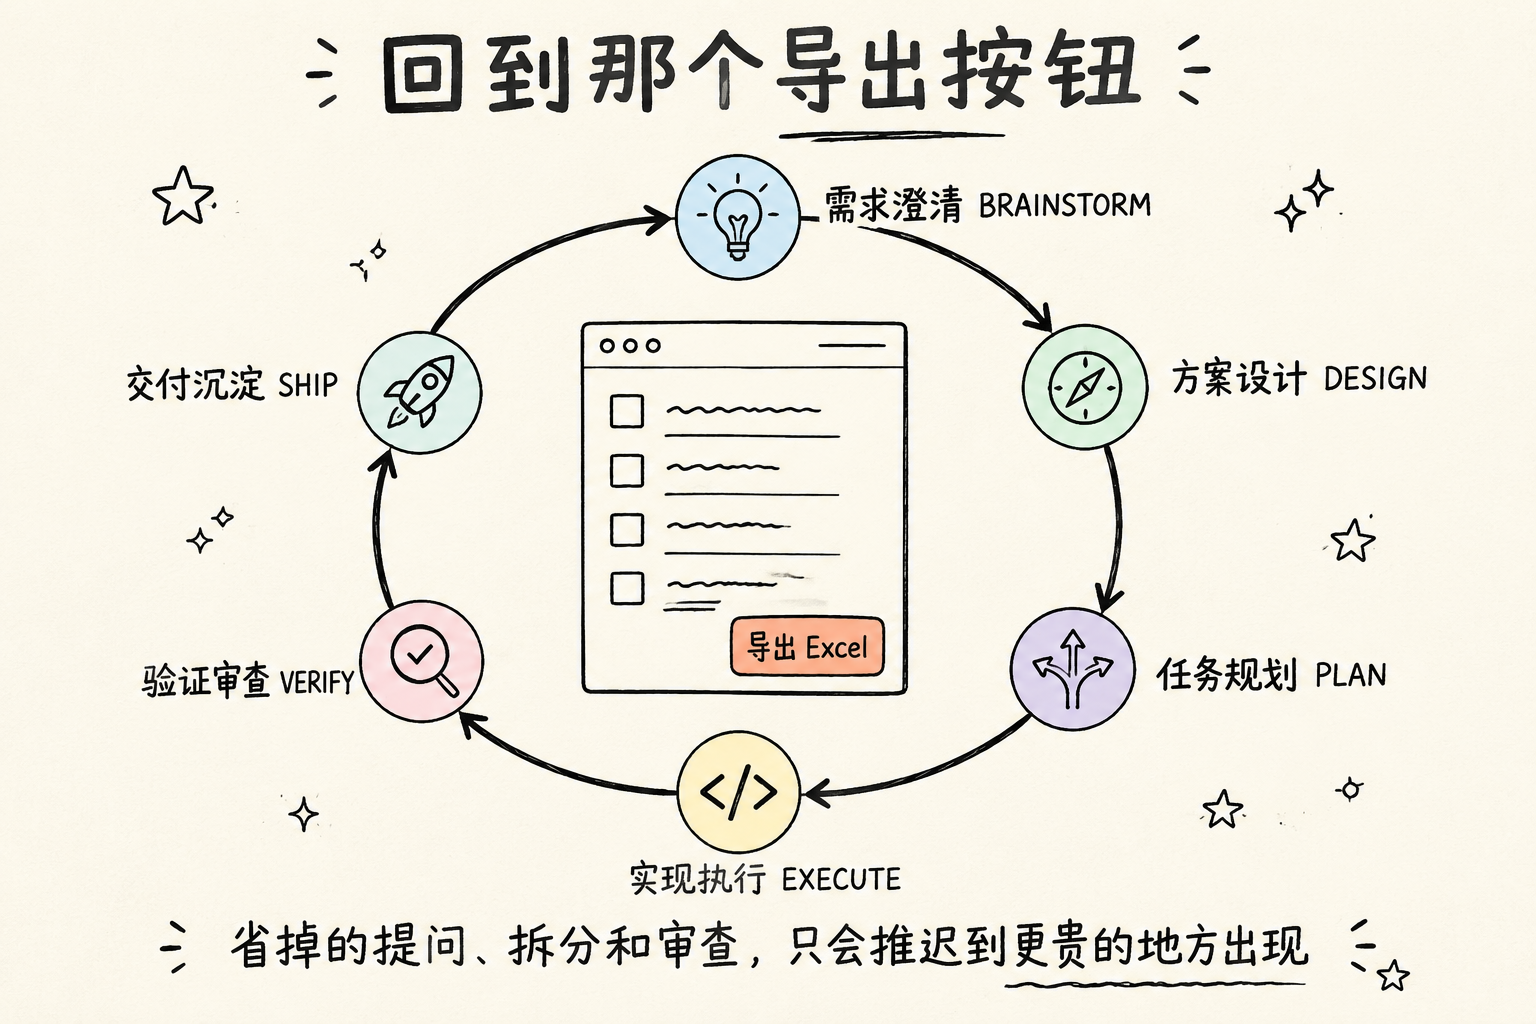 回到那个导出按钮
需求澄清 BRAINSTORM
方案设计 DESIGN
交付沉淀 SHIP
导出 Excel
验证审查 VERIFY
任务规划 PLAN
</>
实现执行 EXECUTE
省掉的提问、拆分和审查，只会推迟到更贵的地方出现